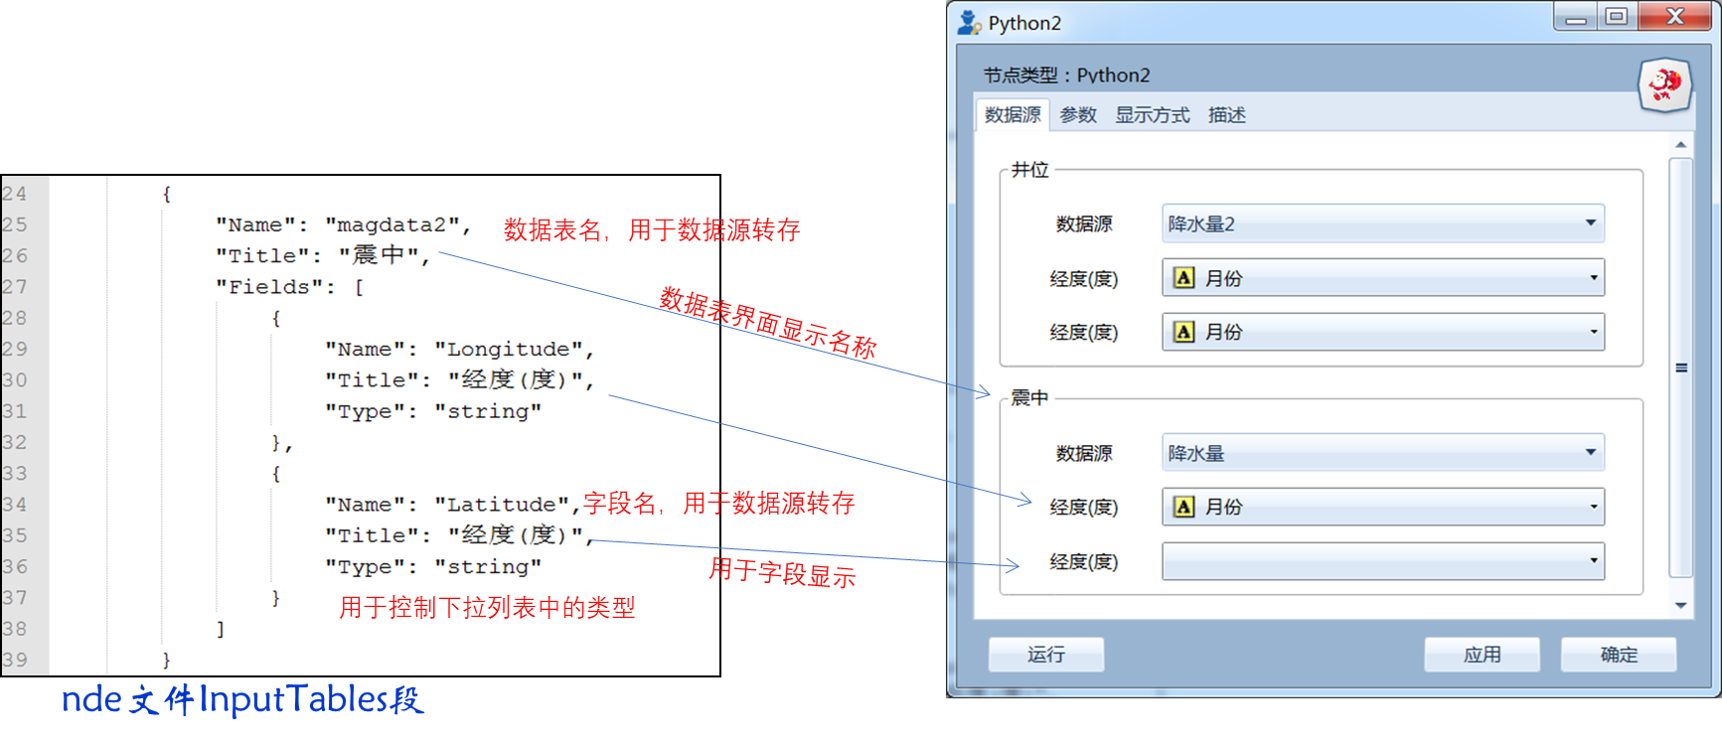 24 {
25 "Name": "magdata2",
数据表名，用于数据源转存
26 "Title": "震中",
27 "Fields": [
数据表界面显示名称
28 {
29 "Name": "Longitude",
30 "Title": "经度(度)",
31 "Type": "string"
32 },
33 {
34 "Name": "Latitude",
字段名，用于数据源转存
35 "Title": "经度(度)",
36 "Type": "string"
用于字段显示
37 }
用于控制下拉列表中的类型
38 ]
39 }
nde文件InputTables段
Python2
节点类型：Python2
数据源 参数 显示方式 描述
井位
数据源 降水量2
经度(度) A 月份
经度(度) A 月份
震中
数据源 降水量
经度(度) A 月份
经度(度)
运行 应用 确定